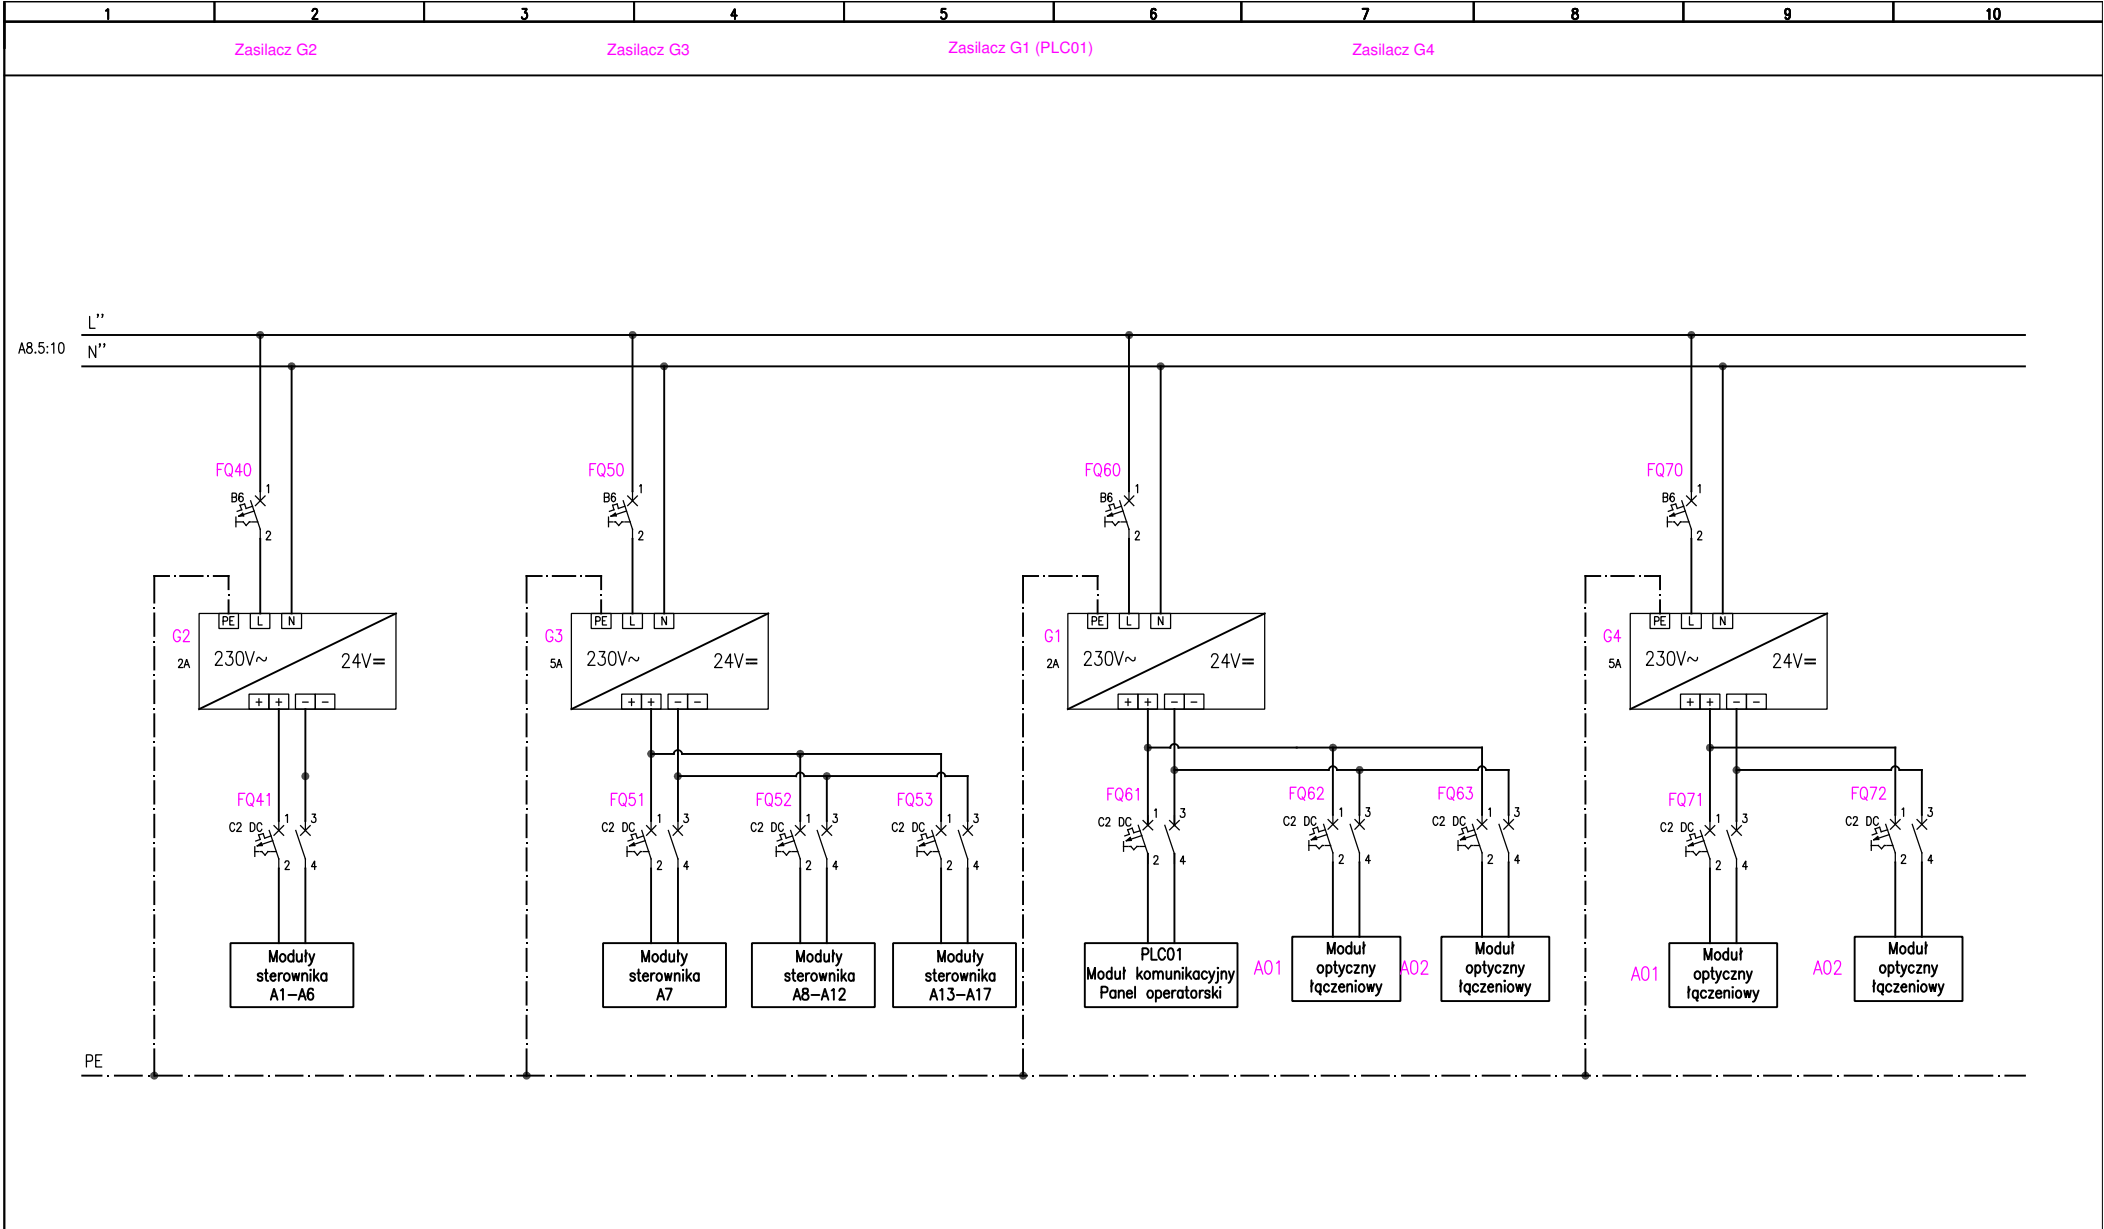 1 2 3 4 5 6 7 8 9 10
Zasilacz G2 Zasilacz G3 Zasilacz G1 (PLC01) Zasilacz G4
L’’
A8.5:10 N’’
FQ40 FQ50 FQ60 FQ70
B6 1 B6 1 B6 1 B6 1
2 2 2 2
PE L N PE L N PE L N PE L N
G2 G3 G1 G4
2A 230V~ 24V= 5A 230V~ 24V= 2A 230V~ 24V= 5A 230V~ 24V=
+ + - - + + - - + + - - + + - -
FQ41 FQ51 FQ52 FQ53 FQ61 FQ62 FQ63 FQ71 FQ72
C2 DC 1 3 C2 DC 1 3 C2 DC 1 3 C2 DC 1 3 C2 DC 1 3 C2 DC 1 3 C2 DC 1 3 C2 DC 1 3 C2 DC 1 3
2 4 2 4 2 4 2 4 2 4 2 4 2 4 2 4 2 4
Moduły
sterownika
A1-A6
Moduły
sterownika
A7
Moduły
sterownika
A8-A12
Moduły
sterownika
A13-A17
PLC01
Moduł komunikacyjny
Panel operatorski
A01
Moduł
optyczny
łączeniowy
A02
Moduł
optyczny
łączeniowy
A01
Moduł
optyczny
łączeniowy
A02
Moduł
optyczny
łączeniowy
PE